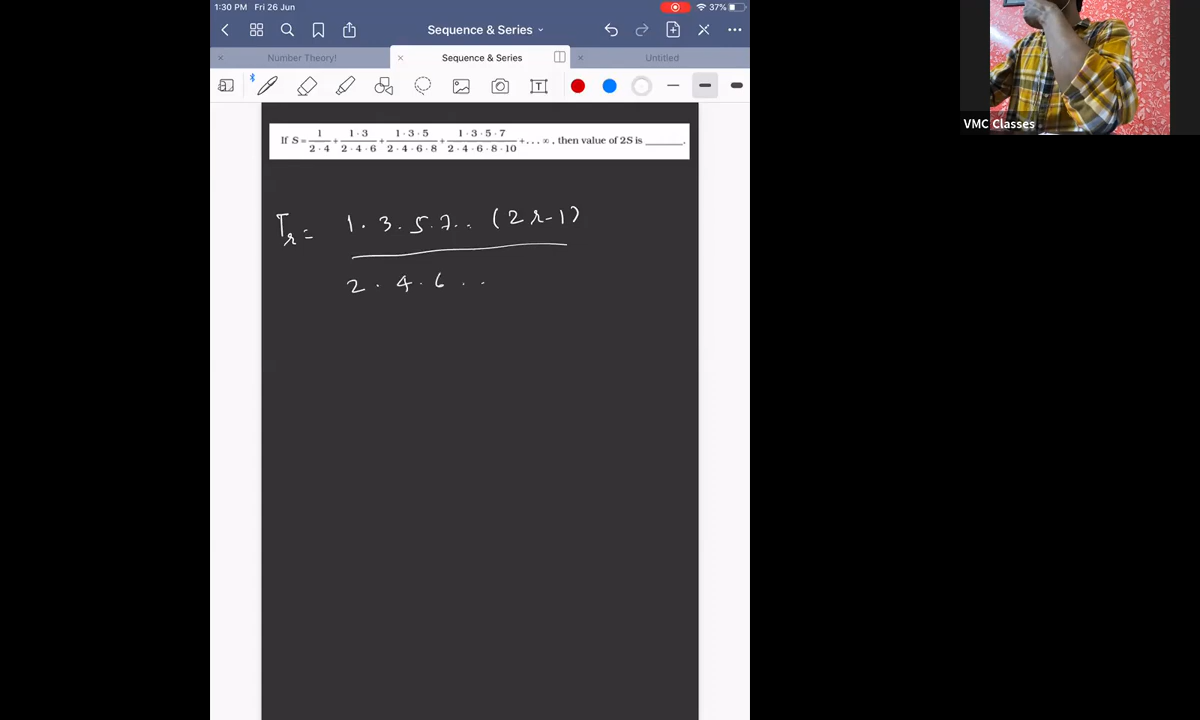 1:30 PM Fri 26 Jun
37%
Sequence & Series
Number Theory!
Sequence & Series
Untitled
If S = 1/(2·4) + (1·3)/(2·4·6) + (1·3·5)/(2·4·6·8) + (1·3·5·7)/(2·4·6·8·10) + ... ∞, then value of 2S is ______.
T_r = 1·3·5·7.. (2r-1)
2·4·6 ..
VMC Classes